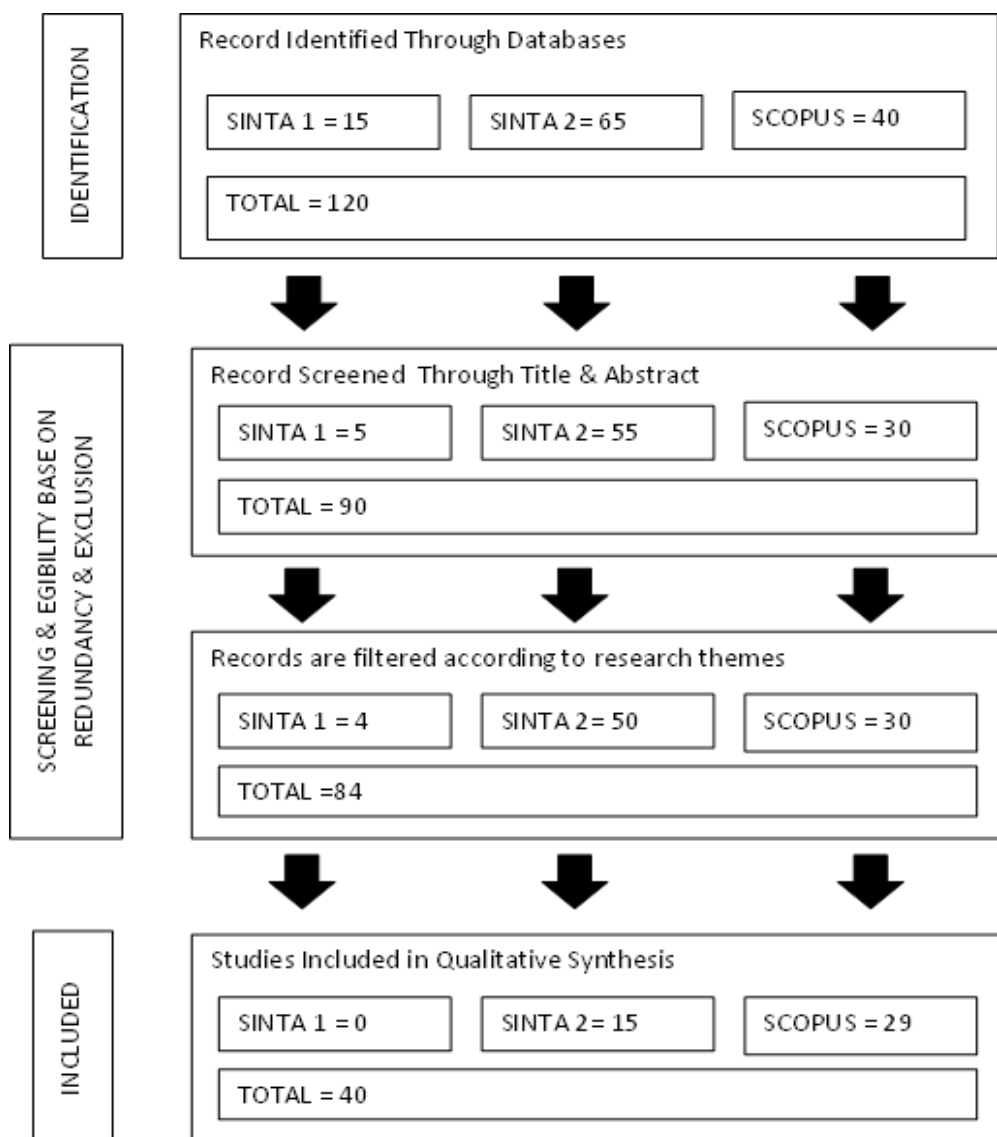 IDENTIFICATION
Record Identified Through Databases
SINTA 1 = 15
SINTA 2 = 65
SCOPUS = 40
TOTAL = 120
SCREENING & EGIBILITY BASE ON
REDUNDANCY & EXCLUSION
Record Screened Through Title & Abstract
SINTA 1 = 5
SINTA 2 = 55
SCOPUS = 30
TOTAL = 90
Records are filtered according to research themes
SINTA 1 = 4
SINTA 2 = 50
SCOPUS = 30
TOTAL =84
INCLUDED
Studies Included in Qualitative Synthesis
SINTA 1 = 0
SINTA 2 = 15
SCOPUS = 29
TOTAL = 40